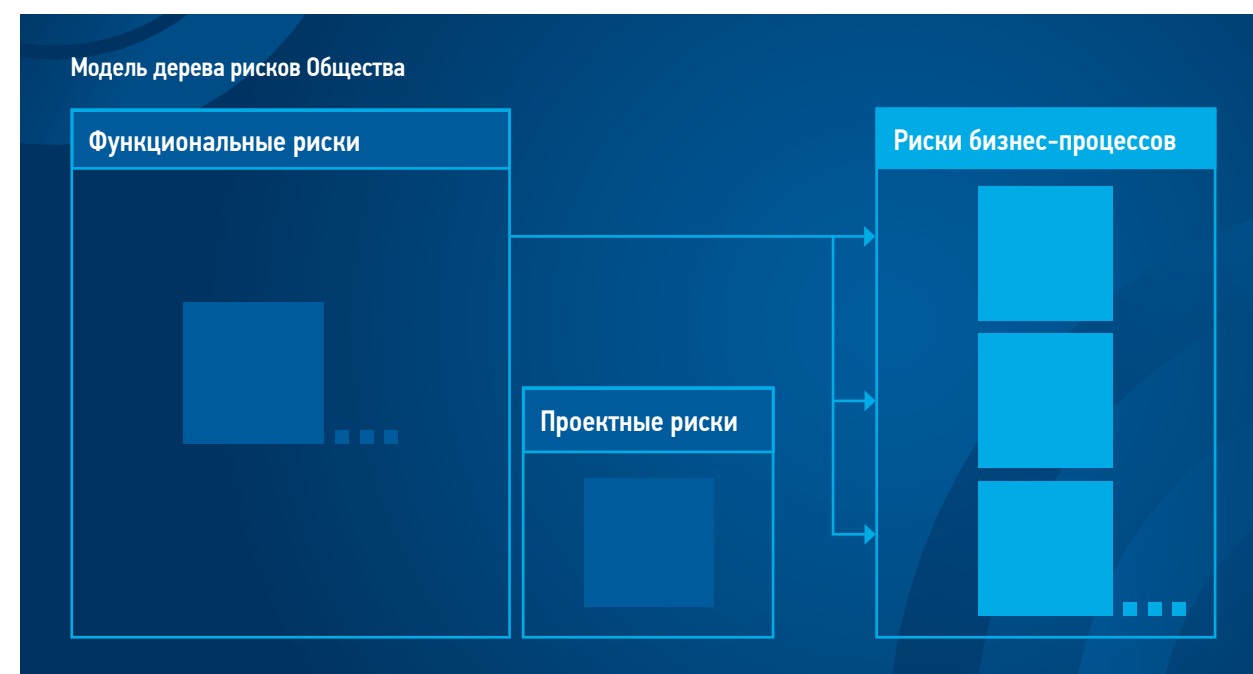 Модель дерева рисков Общества
Функциональные риски
Риски бизнес-процессов
Проектные риски